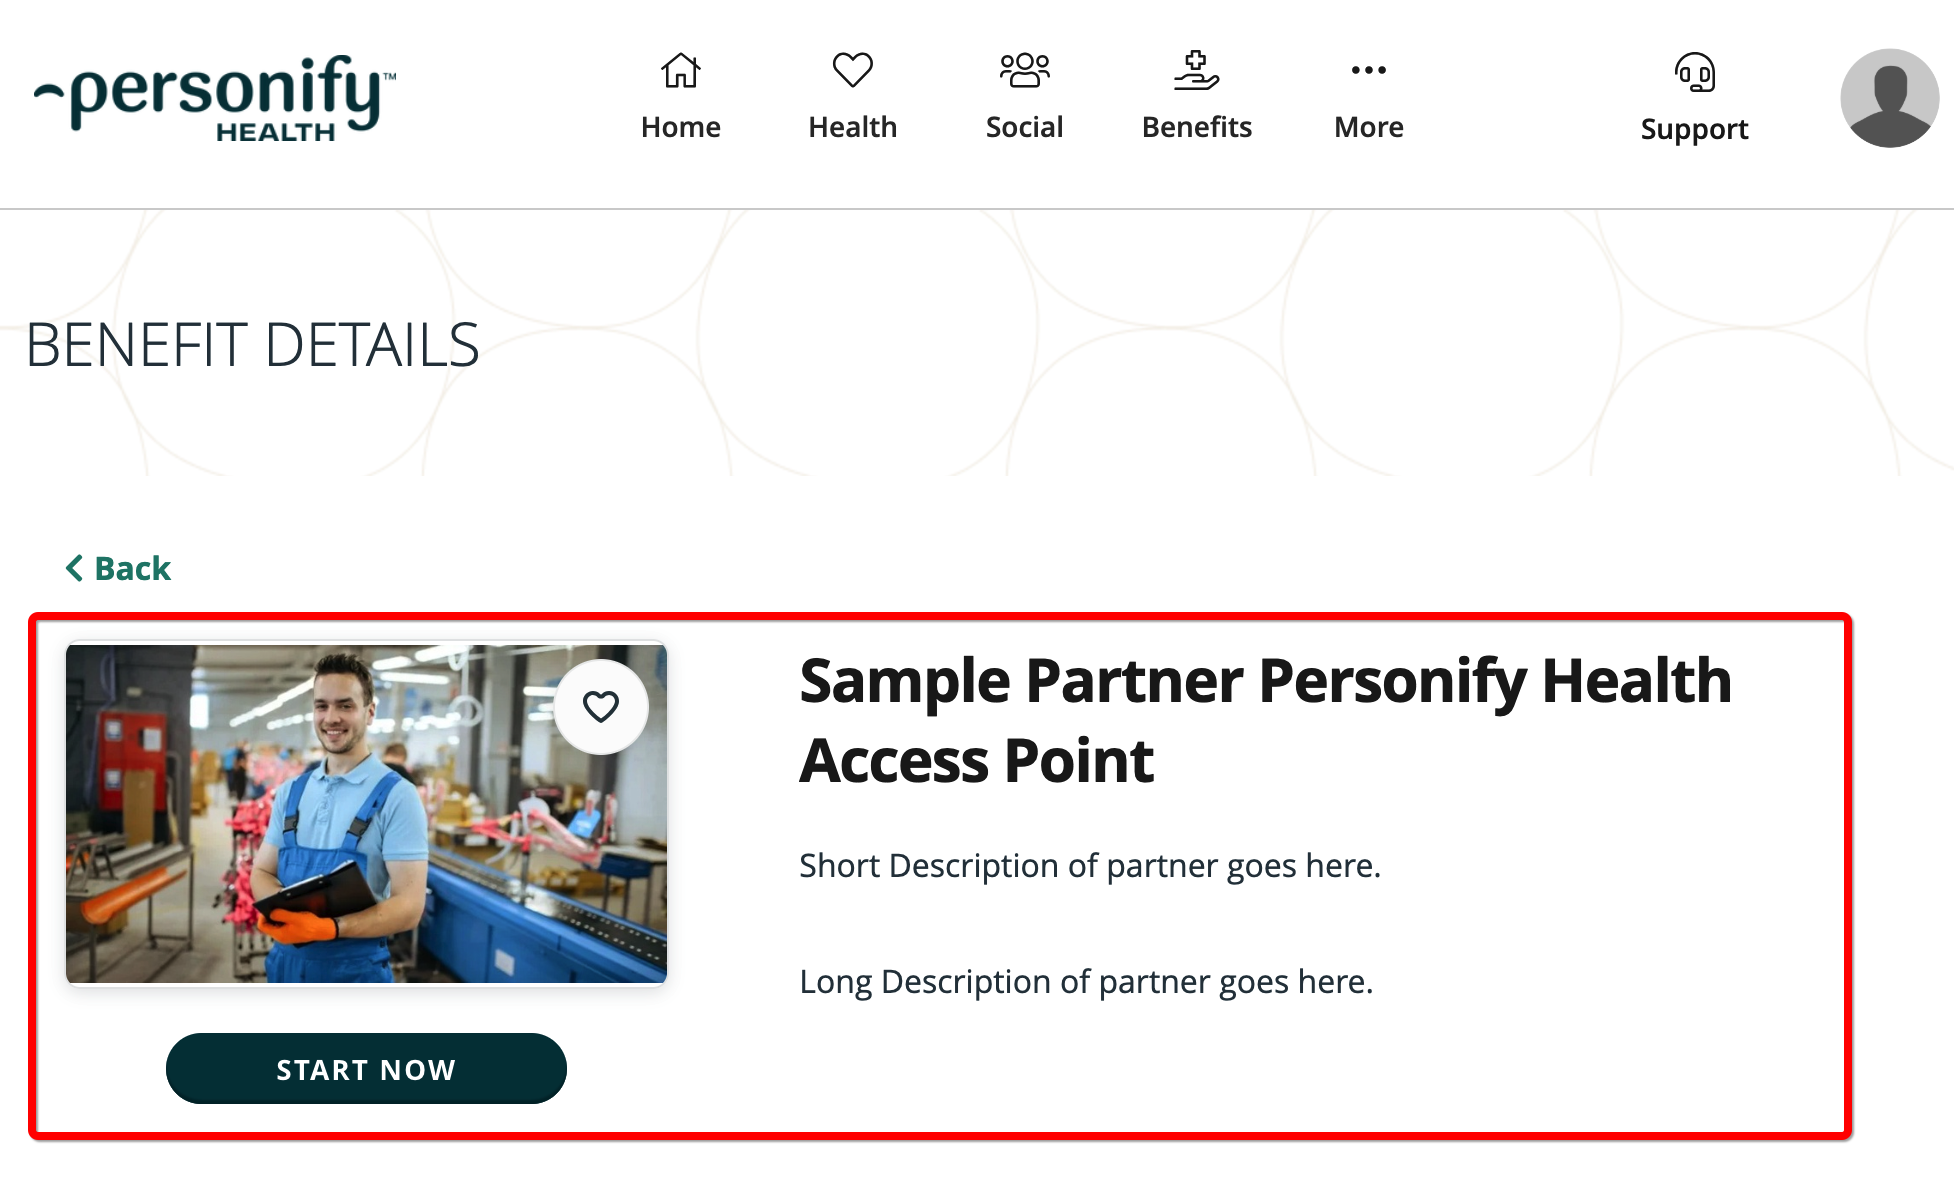 personify™
HEALTH
Home
Health
Social
Benefits
More
Support
BENEFIT DETAILS
Back
Sample Partner Personify Health
Access Point
Short Description of partner goes here.
Long Description of partner goes here.
START NOW